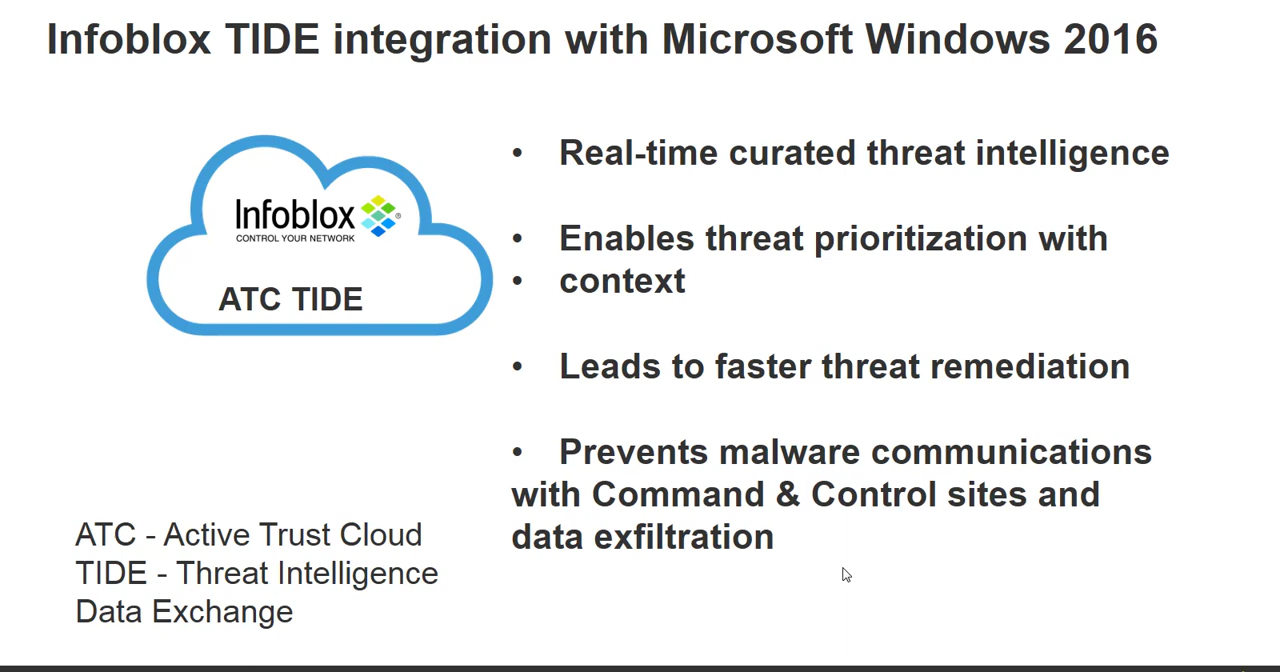 Infoblox TIDE integration with Microsoft Windows 2016
Infoblox ®
CONTROL YOUR NETWORK
ATC TIDE
• Real-time curated threat intelligence
• Enables threat prioritization with
• context
• Leads to faster threat remediation
• Prevents malware communications
with Command & Control sites and
data exfiltration
ATC - Active Trust Cloud
TIDE - Threat Intelligence
Data Exchange